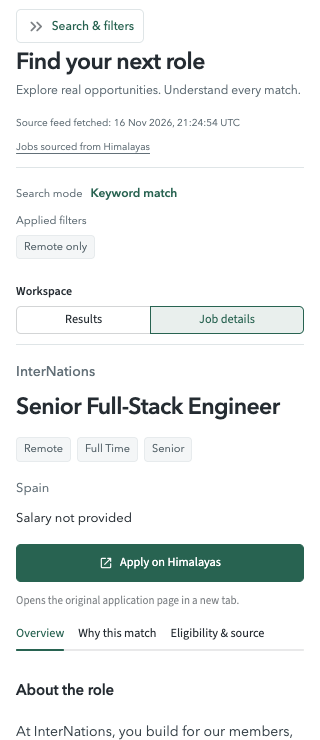 Search & filters
Find your next role
Explore real opportunities. Understand every match.
Source feed fetched: 16 Nov 2026, 21:24:54 UTC
Jobs sourced from Himalayas
Search mode Keyword match
Applied filters
Remote only
Workspace
Results Job details
InterNations
Senior Full-Stack Engineer
Remote Full Time Senior
Spain
Salary not provided
Apply on Himalayas
Opens the original application page in a new tab.
Overview Why this match Eligibility & source
About the role
At InterNations, you build for our members,